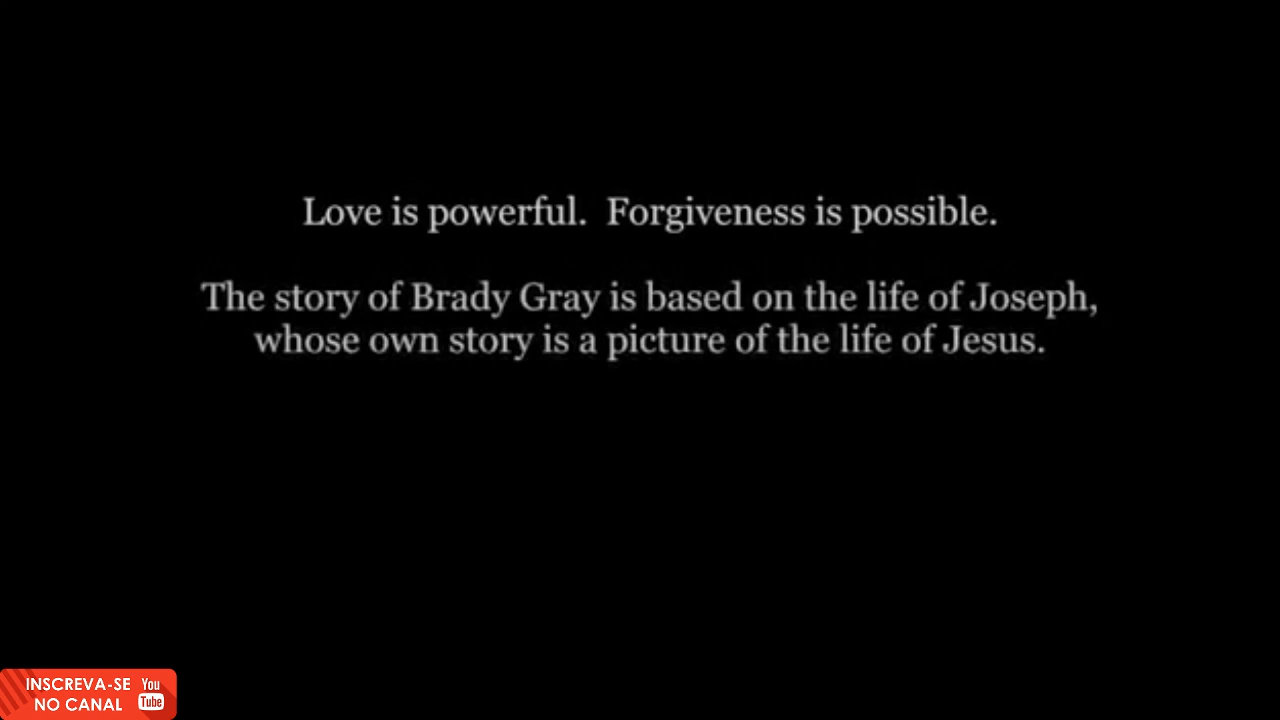 Love is powerful.  Forgiveness is possible.
The story of Brady Gray is based on the life of Joseph,
whose own story is a picture of the life of Jesus.
INSCREVA-SE
NO CANAL
You
Tube